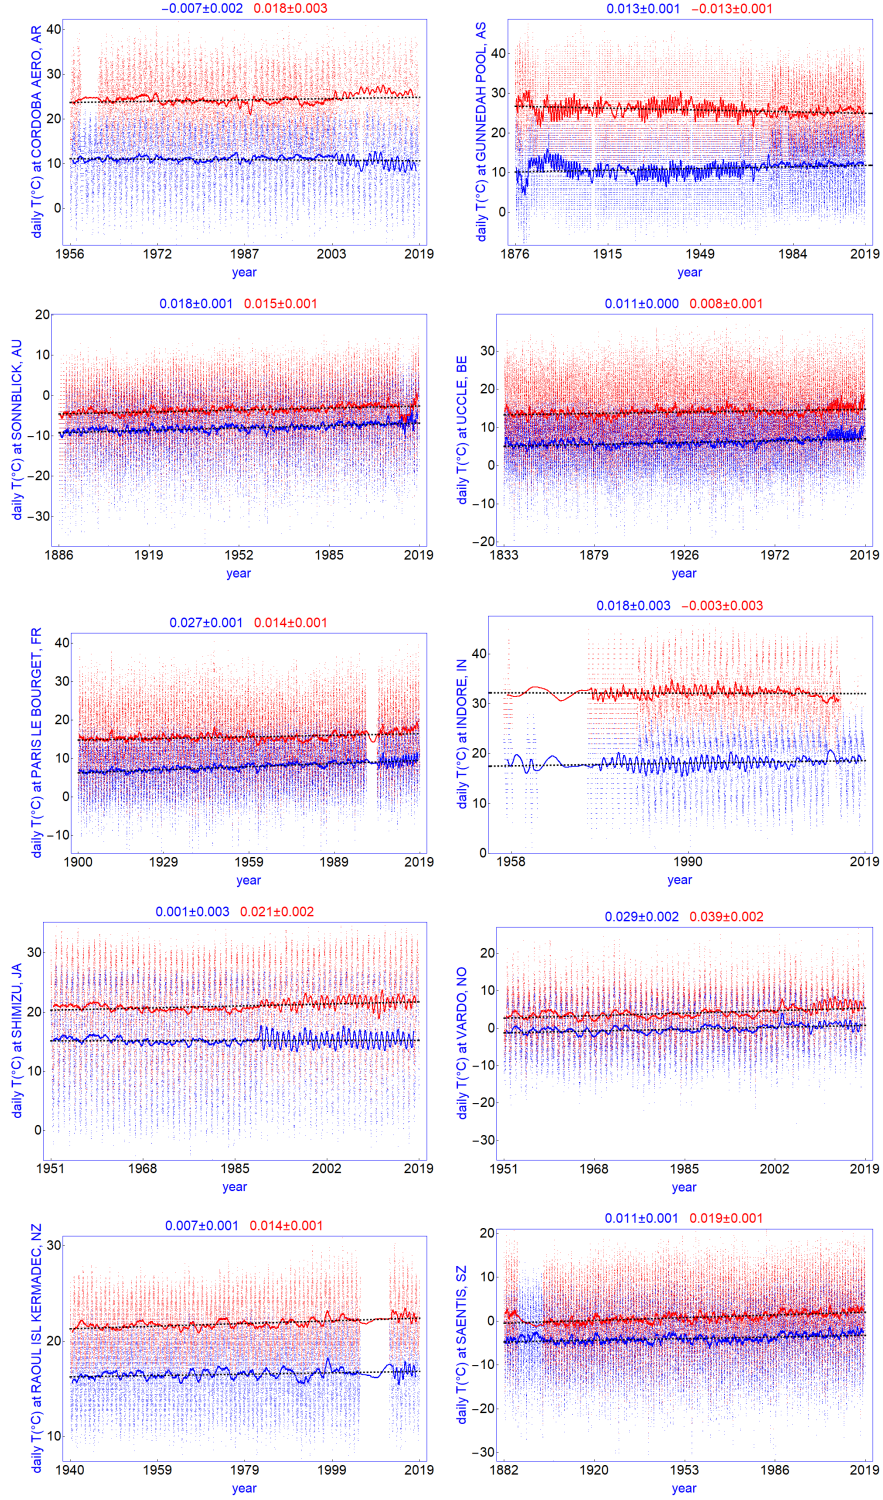 −0.007±0.002 0.018±0.003
daily T(°C) at CORDOBA AERO, AR
40
30
20
10
0
1956 1972 1987 2003 2019
year
0.013±0.001 −0.013±0.001
daily T(°C) at GUNNEDAH POOL, AS
40
30
20
10
0
1876 1915 1949 1984 2019
year
0.018±0.001 0.015±0.001
daily T(°C) at SONNBLICK, AU
20
10
0
−10
−20
−30
1886 1919 1952 1985 2019
year
0.011±0.000 0.008±0.001
daily T(°C) at UCCLE, BE
30
20
10
0
−10
−20
1833 1879 1926 1972 2019
year
0.027±0.001 0.014±0.001
daily T(°C) at PARIS LE BOURGET, FR
40
30
20
10
0
−10
1900 1929 1959 1989 2019
year
0.018±0.003 −0.003±0.003
daily T(°C) at INDORE, IN
40
30
20
10
0
1958 1990 2019
year
0.001±0.003 0.021±0.002
daily T(°C) at SHIMIZU, JA
30
20
10
0
1951 1968 1985 2002 2019
year
0.029±0.002 0.039±0.002
daily T(°C) at VARDO, NO
20
10
0
−10
−20
−30
1951 1968 1985 2002 2019
year
0.007±0.001 0.014±0.001
daily T(°C) at RAOUL ISL KERMADEC, NZ
30
20
10
1940 1959 1979 1999 2019
year
0.011±0.001 0.019±0.001
daily T(°C) at SAENTIS, SZ
20
10
0
−10
−20
−30
1882 1920 1953 1986 2019
year